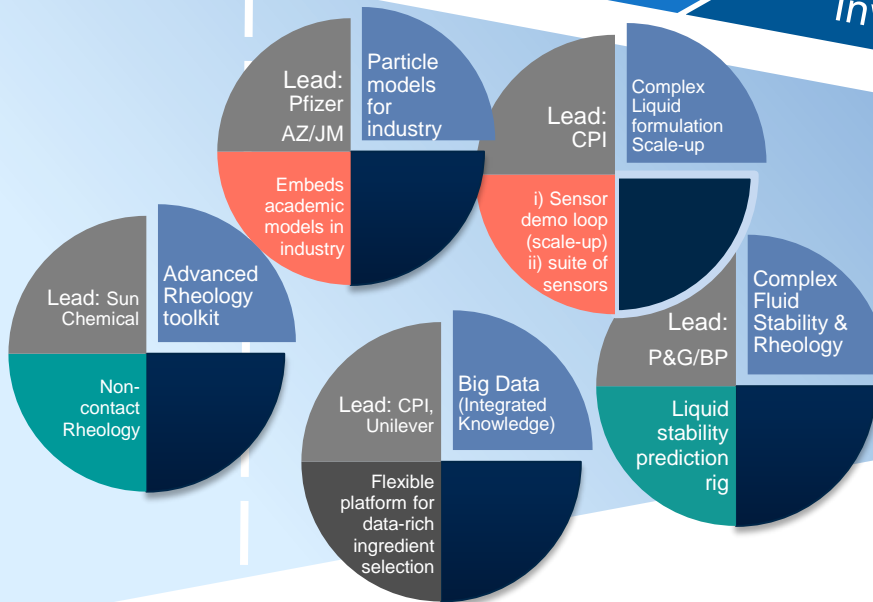 Lead:
Pfizer
AZ/JM
Particle
models
for
industry
Embeds
academic
models in
industry
Lead:
CPI
Complex
Liquid
formulation
Scale-up
i) Sensor
demo loop
(scale-up)
ii) suite of
sensors
Lead: Sun
Chemical
Advanced
Rheology
toolkit
Non-
contact
Rheology
Lead: CPI,
Unilever
Big Data
(Integrated
Knowledge)
Flexible
platform for
data-rich
ingredient
selection
Lead:
P&G/BP
Complex
Fluid
Stability &
Rheology
Liquid
stability
prediction
rig